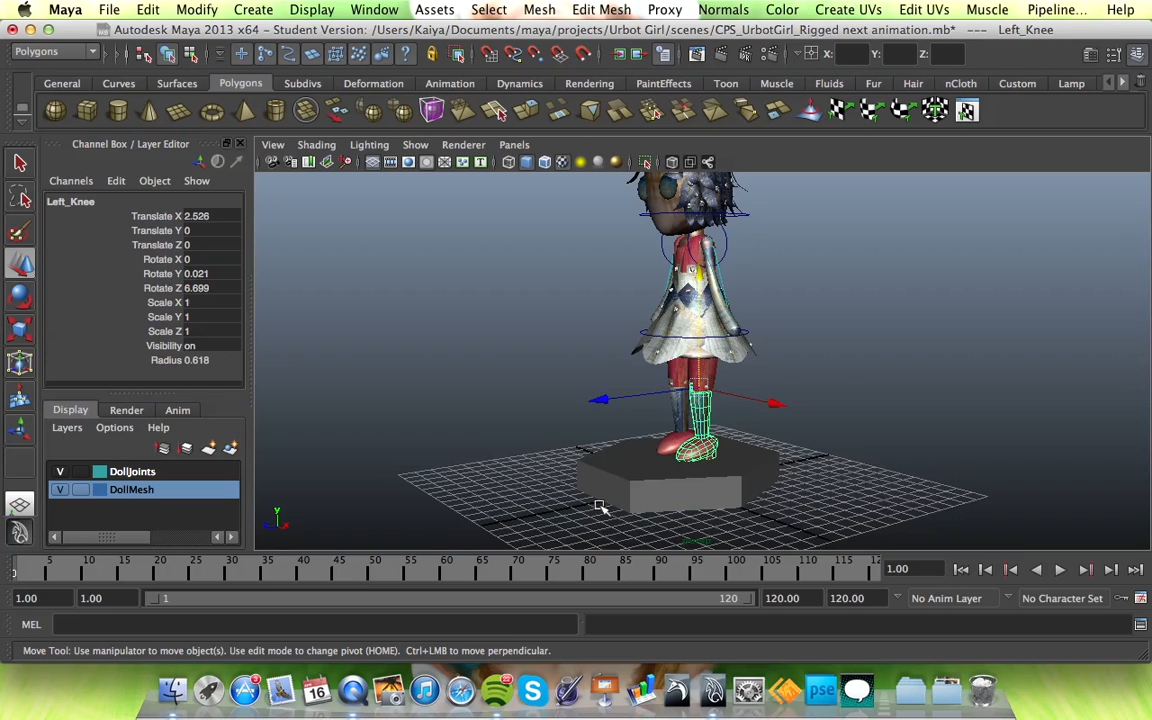 Maya File Edit Modify Create Display Window Assets Select Mesh Edit Mesh Proxy Normals Color Create UVs Edit UVs Muscle Pipeline... Help
Autodesk Maya 2013 x64 - Student Version: /Users/Kaiya/Documents/maya/projects/Urbot Girl/scenes/CPS_UrbotGirl_Rigged next animation.mb* --- Left_Knee
Polygons X: Y: Z:
General Curves Surfaces Polygons Subdivs Deformation Animation Dynamics Rendering PaintEffects Toon Muscle Fluids Fur Hair nCloth Custom Lamp
Channel Box / Layer Editor
View Shading Lighting Show Renderer Panels
Channels Edit Object Show
Left_Knee
Translate X 2.526
Translate Y 0
Translate Z 0
Rotate X 0
Rotate Y 0.021
Rotate Z 6.699
Scale X 1
Scale Y 1
Scale Z 1
Visibility on
Radius 0.618
Display Render Anim
Layers Options Help
V DollJoints
V DollMesh
y
z x
persp
5 10 15 20 25 30 35 40 45 50 55 60 65 70 75 80 85 90 95 100 105 110 115 12
1.00
1.00 1.00 1 120 120.00 120.00 No Anim Layer No Character Set
MEL
Move Tool: Use manipulator to move object(s). Use edit mode to change pivot (HOME). Ctrl+LMB to move perpendicular.
16 pse